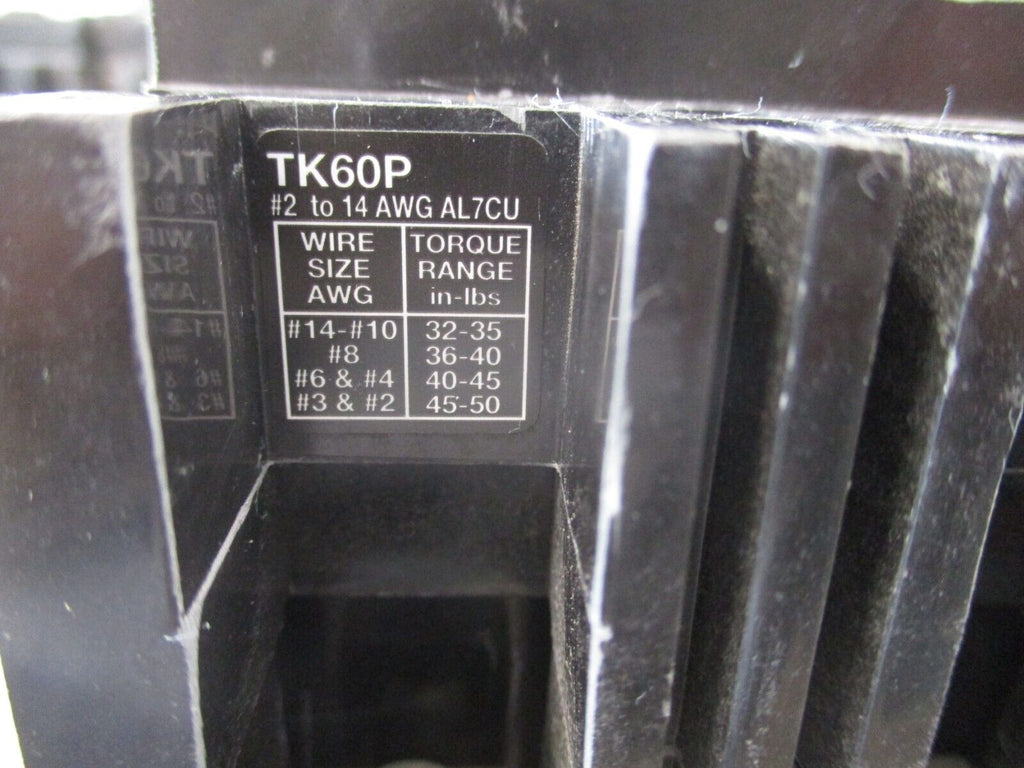 TK60P
#2 to 14 AWG AL7CU
WIRE SIZE AWG
TORQUE RANGE in-lbs
#14-#10 32-35
#8 36-40
#6 & #4 40-45
#3 & #2 45-50